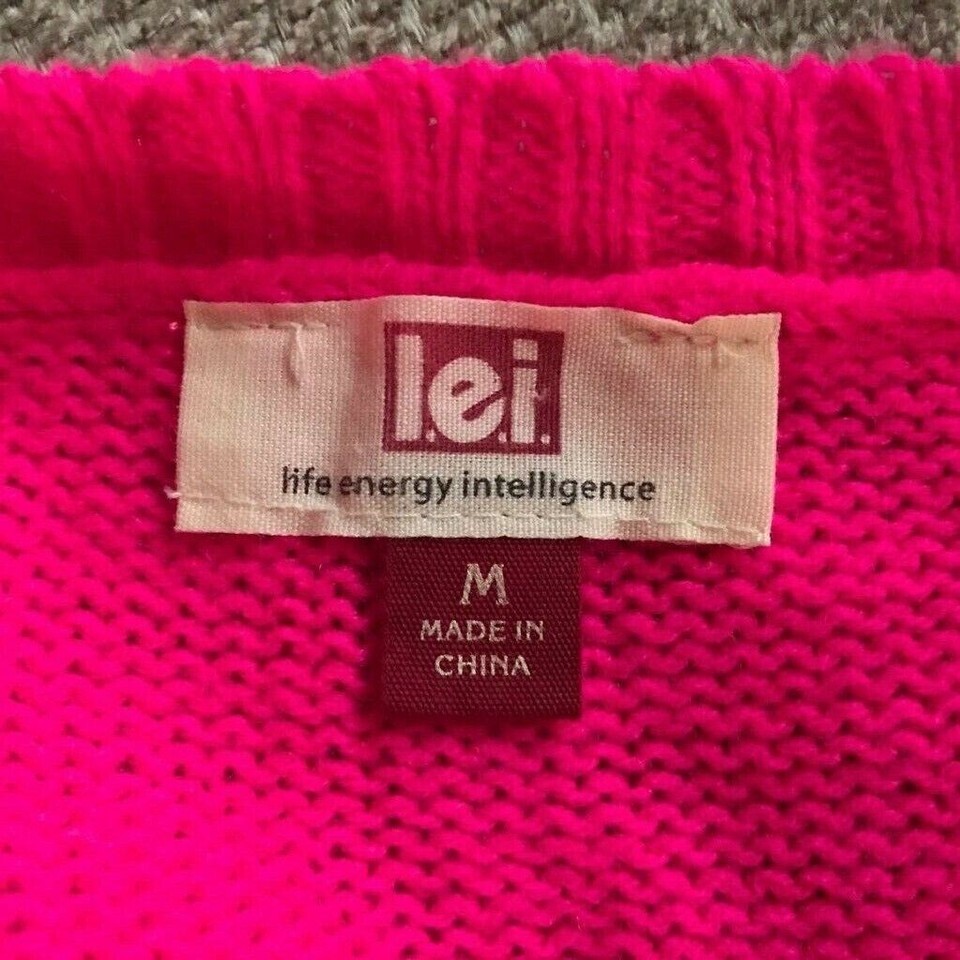 l.e.i.
life energy intelligence
M
MADE IN
CHINA